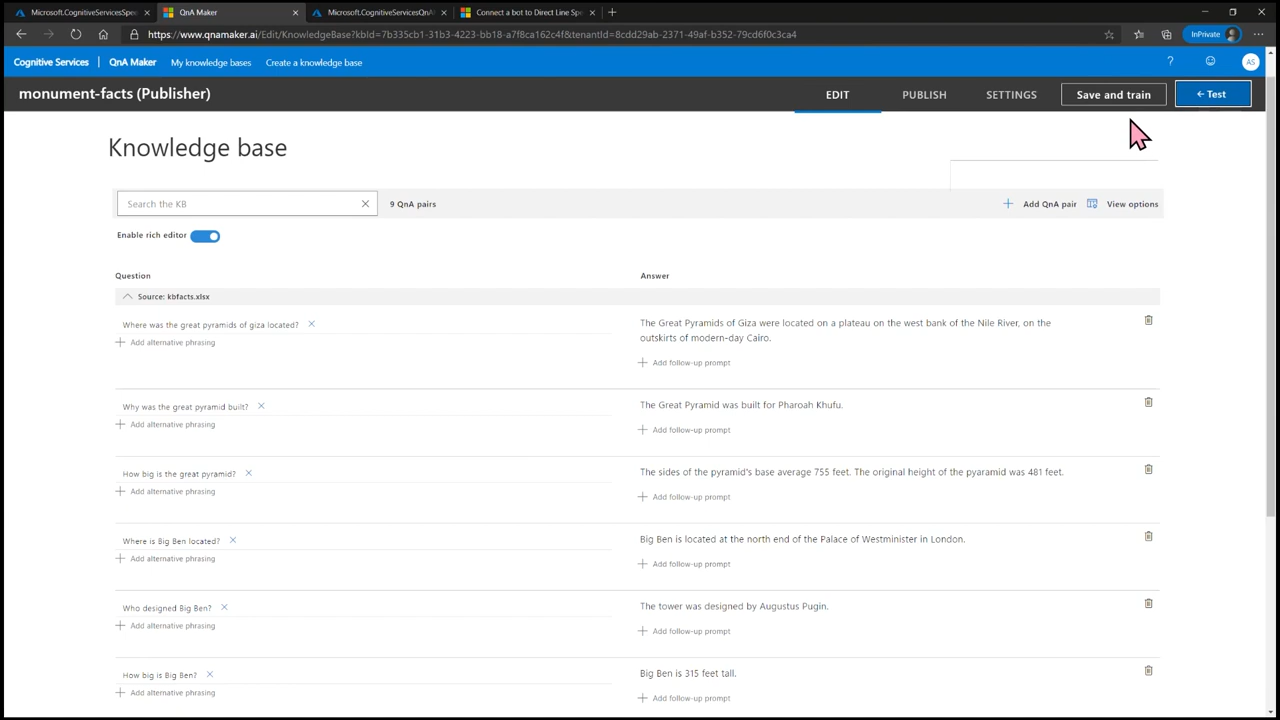 Microsoft.CognitiveServicesSpee
QnA Maker
Microsoft.CognitiveServicesQnA
Connect a bot to Direct Line Spe
https://www.qnamaker.ai/Edit/KnowledgeBase?kbId=7b335cb1-31b3-4223-bb18-a7f8ca162c4f&tenantId=8cdd29ab-2371-49af-b352-79cd6f0c3ca4
InPrivate
Cognitive Services
QnA Maker
My knowledge bases
Create a knowledge base
?
AS
monument-facts (Publisher)
EDIT
PUBLISH
SETTINGS
Save and train
← Test
Knowledge base
Search the KB
9 QnA pairs
Add QnA pair
View options
Enable rich editor
Question
Answer
Source: kbfacts.xlsx
Where was the great pyramids of giza located?
The Great Pyramids of Giza were located on a plateau on the west bank of the Nile River, on the
outskirts of modern-day Cairo.
Add alternative phrasing
Add follow-up prompt
Why was the great pyramid built?
The Great Pyramid was built for Pharoah Khufu.
Add alternative phrasing
Add follow-up prompt
How big is the great pyramid?
The sides of the pyramid's base average 755 feet. The original height of the pyaramid was 481 feet.
Add alternative phrasing
Add follow-up prompt
Where is Big Ben located?
Big Ben is located at the north end of the Palace of Westminister in London.
Add alternative phrasing
Add follow-up prompt
Who designed Big Ben?
The tower was designed by Augustus Pugin.
Add alternative phrasing
Add follow-up prompt
How big is Big Ben?
Big Ben is 315 feet tall.
Add alternative phrasing
Add follow-up prompt